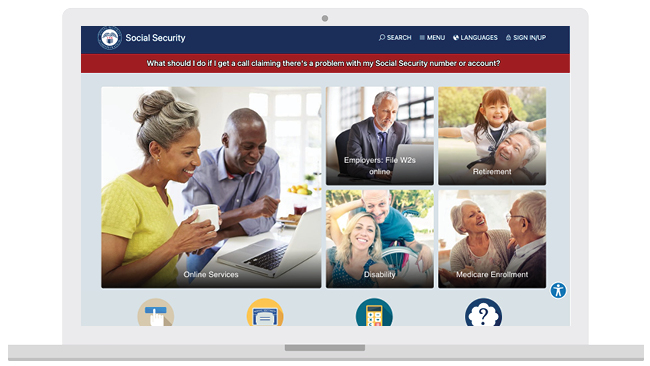 Social Security
SEARCH
MENU
LANGUAGES
SIGN IN/UP
What should I do if I get a call claiming there's a problem with my Social Security number or account?
Employers: File W2s
online
Retirement
Online Services
Disability
Medicare Enrollment
?